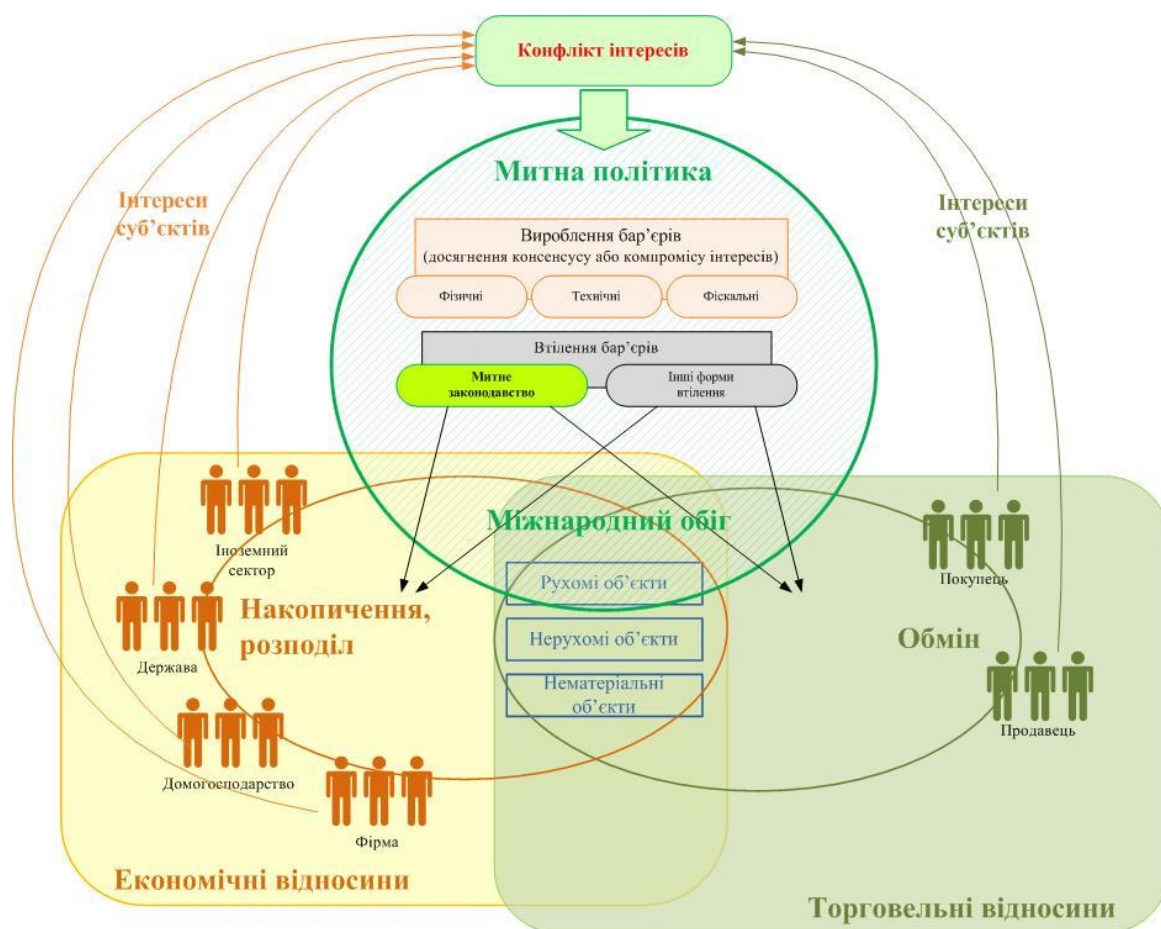 Конфлікт інтересів
Митна політика
Інтереси
суб’єктів
Інтереси
суб’єктів
Вироблення бар’єрів
(досягнення консенсусу або компромісу інтересів)
Фізичні
Технічні
Фіскальні
Втілення бар’єрів
Митне
законодавство
Інші форми
втілення
Міжнародний обіг
Іноземний
сектор
Покупець
Рухомі об’єкти
Накопичення,
розподіл
Держава
Нерухомі об’єкти
Обмін
Нематеріальні
об’єкти
Продавець
Домогосподарство
Фірма
Економічні відносини
Торговельні відносини